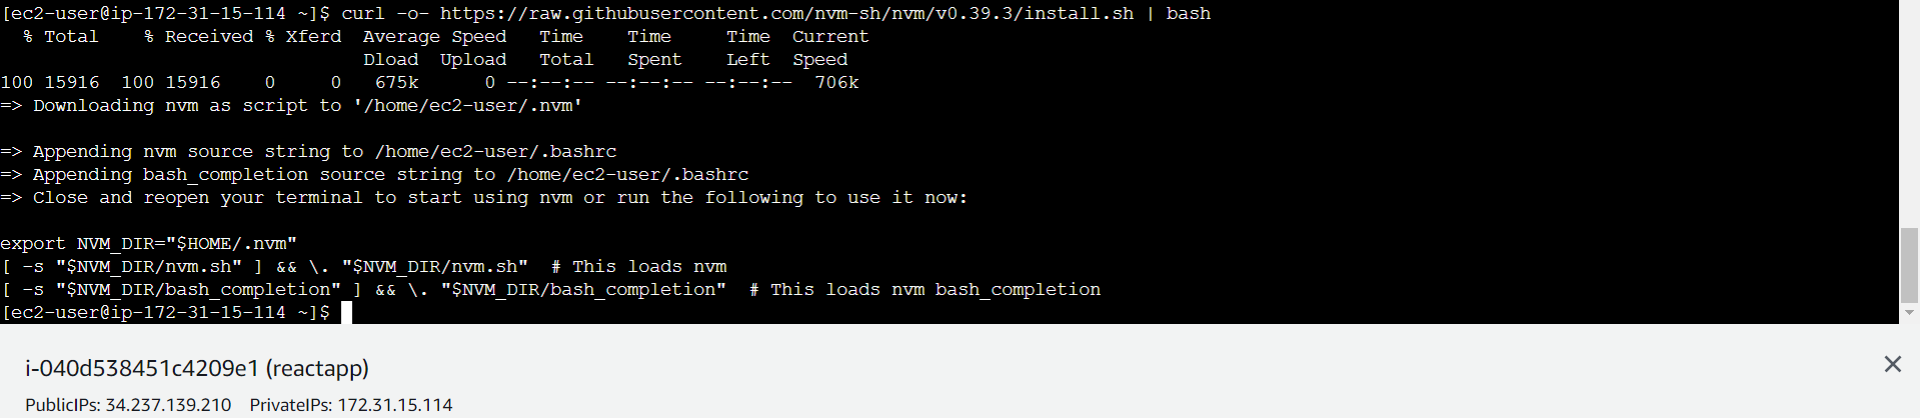 [ec2-user@ip-172-31-15-114 ~]$ curl -o- https://raw.githubusercontent.com/nvm-sh/nvm/v0.39.3/install.sh | bash
  % Total    % Received % Xferd  Average Speed   Time    Time     Time  Current
                                 Dload  Upload   Total   Spent    Left  Speed
100 15916  100 15916    0     0   675k      0 --:--:-- --:--:-- --:--:--  706k
=> Downloading nvm as script to '/home/ec2-user/.nvm'

=> Appending nvm source string to /home/ec2-user/.bashrc
=> Appending bash_completion source string to /home/ec2-user/.bashrc
=> Close and reopen your terminal to start using nvm or run the following to use it now:

export NVM_DIR="$HOME/.nvm"
[ -s "$NVM_DIR/nvm.sh" ] && \. "$NVM_DIR/nvm.sh"  # This loads nvm
[ -s "$NVM_DIR/bash_completion" ] && \. "$NVM_DIR/bash_completion"  # This loads nvm bash_completion
[ec2-user@ip-172-31-15-114 ~]$
i-040d538451c4209e1 (reactapp)
PublicIPs: 34.237.139.210    PrivateIPs: 172.31.15.114